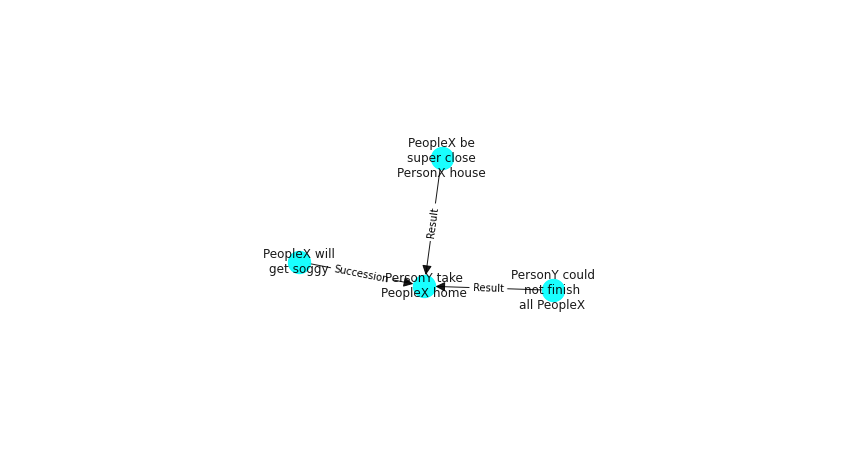 PeopleX be
super close
PersonX house
Result
PeopleX will
get soggy
Succession
PersonY take
PeopleX home
Result
PersonY could
not finish
all PeopleX